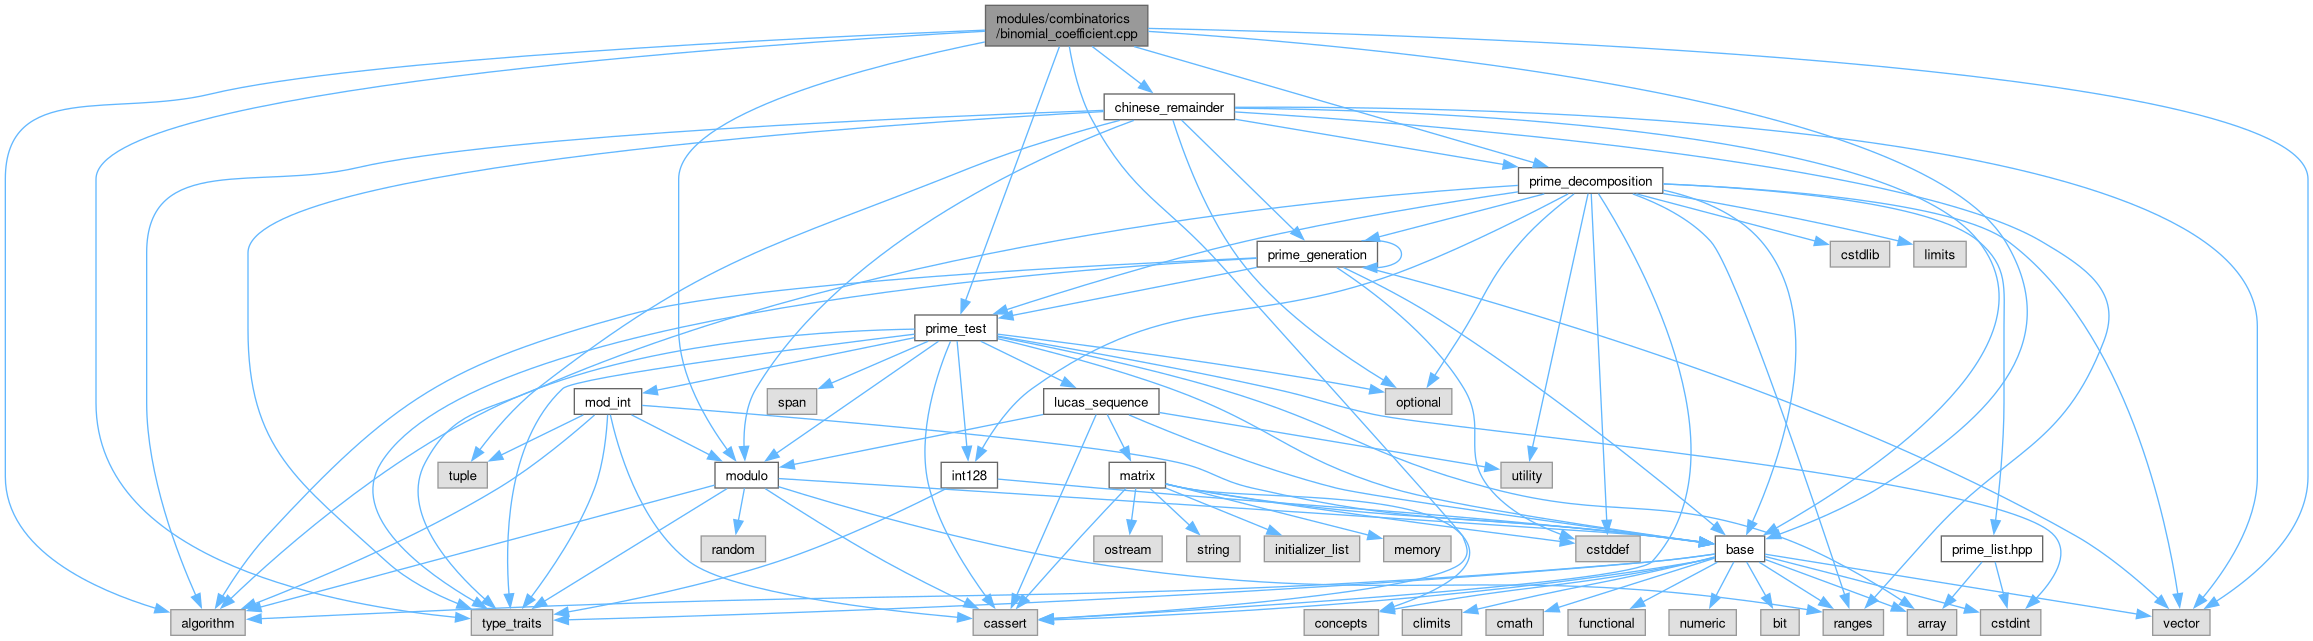 modules/combinatorics
/binomial_coefficient.cpp
chinese_remainder
prime_decomposition
prime_generation
cstdlib
limits
prime_test
mod_int
span
lucas_sequence
optional
tuple
modulo
int128
matrix
utility
random
ostream
string
initializer_list
memory
cstddef
base
prime_list.hpp
algorithm
type_traits
cassert
concepts
climits
cmath
functional
numeric
bit
ranges
array
cstdint
vector